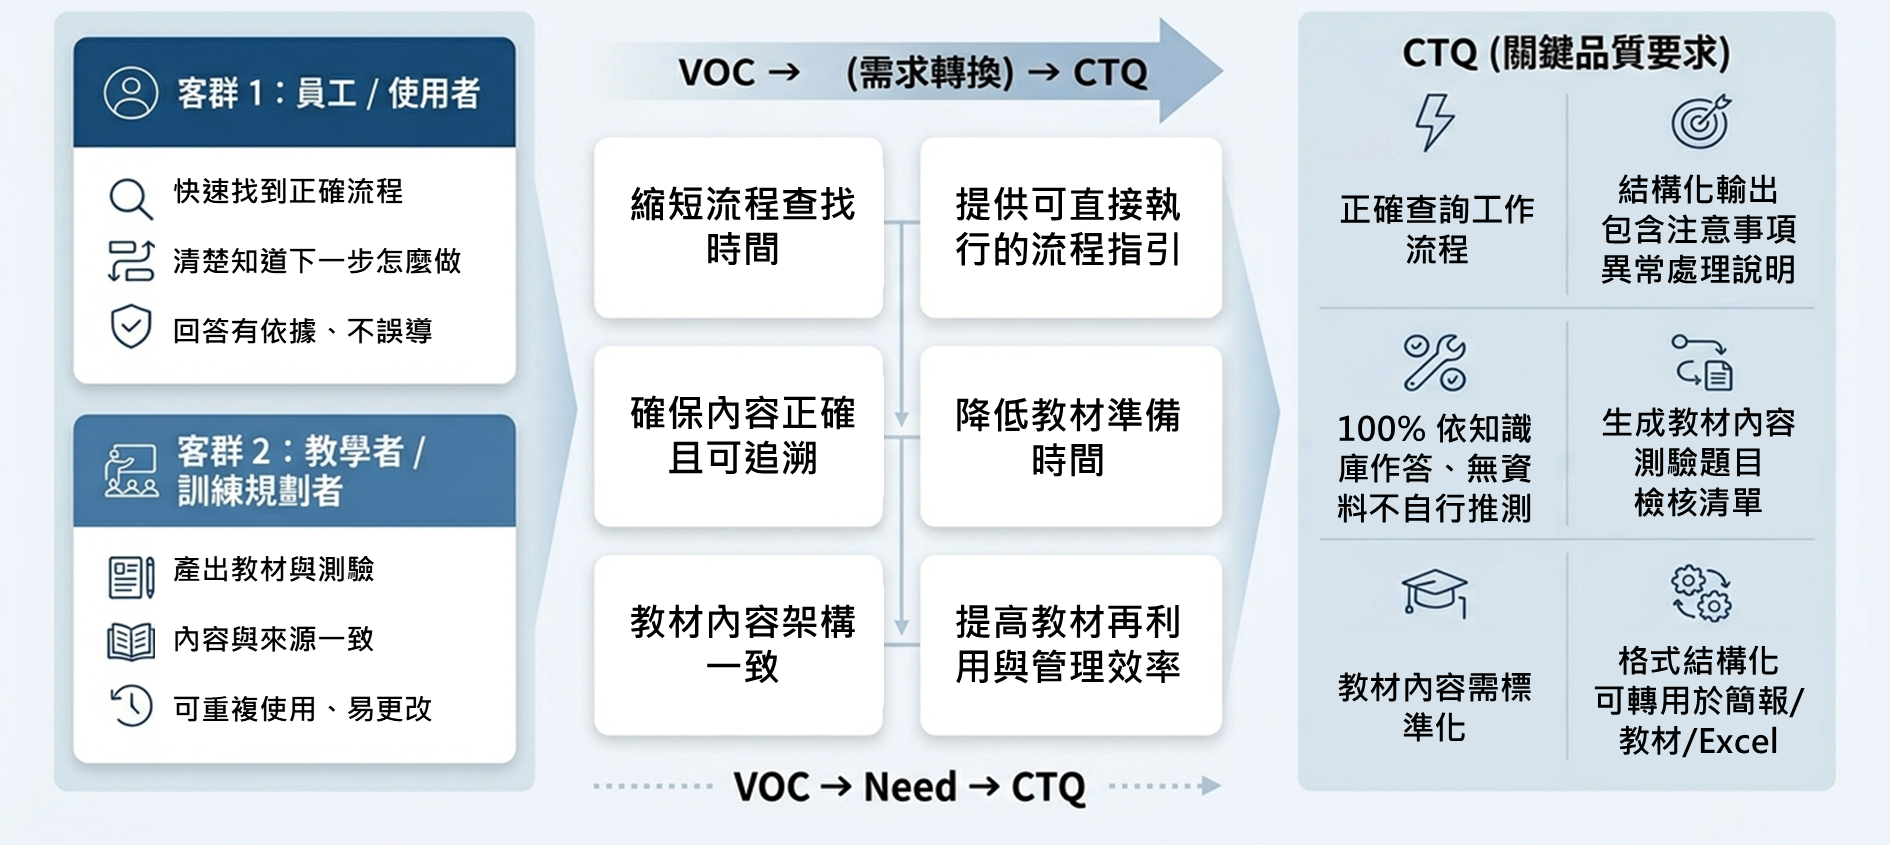 客群 1：員工 / 使用者
快速找到正確流程
清楚知道下一步怎麼做
回答有依據、不誤導
客群 2：教學者 /
訓練規劃者
產出教材與測驗
內容與來源一致
可重複使用、易更改
VOC → (需求轉換) → CTQ
縮短流程查找
時間
提供可直接執
行的流程指引
確保內容正確
且可追溯
降低教材準備
時間
教材內容架構
一致
提高教材再利
用與管理效率
VOC → Need → CTQ
CTQ (關鍵品質要求)
正確查詢工作
流程
結構化輸出
包含注意事項
異常處理說明
100% 依知識
庫作答、無資
料不自行推測
生成教材內容
測驗題目
檢核清單
教材內容需標
準化
格式結構化
可轉用於簡報/
教材/Excel